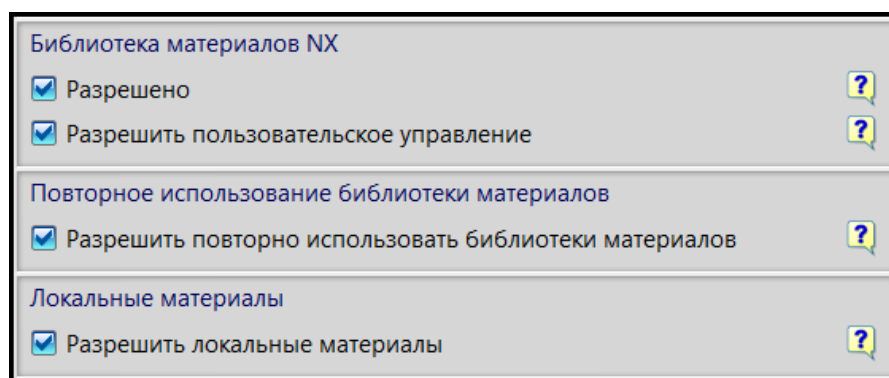 Библиотека материалов NX
Разрешено
?
Разрешить пользовательское управление
?
Повторное использование библиотеки материалов
Разрешить повторно использовать библиотеки материалов
?
Локальные материалы
Разрешить локальные материалы
?